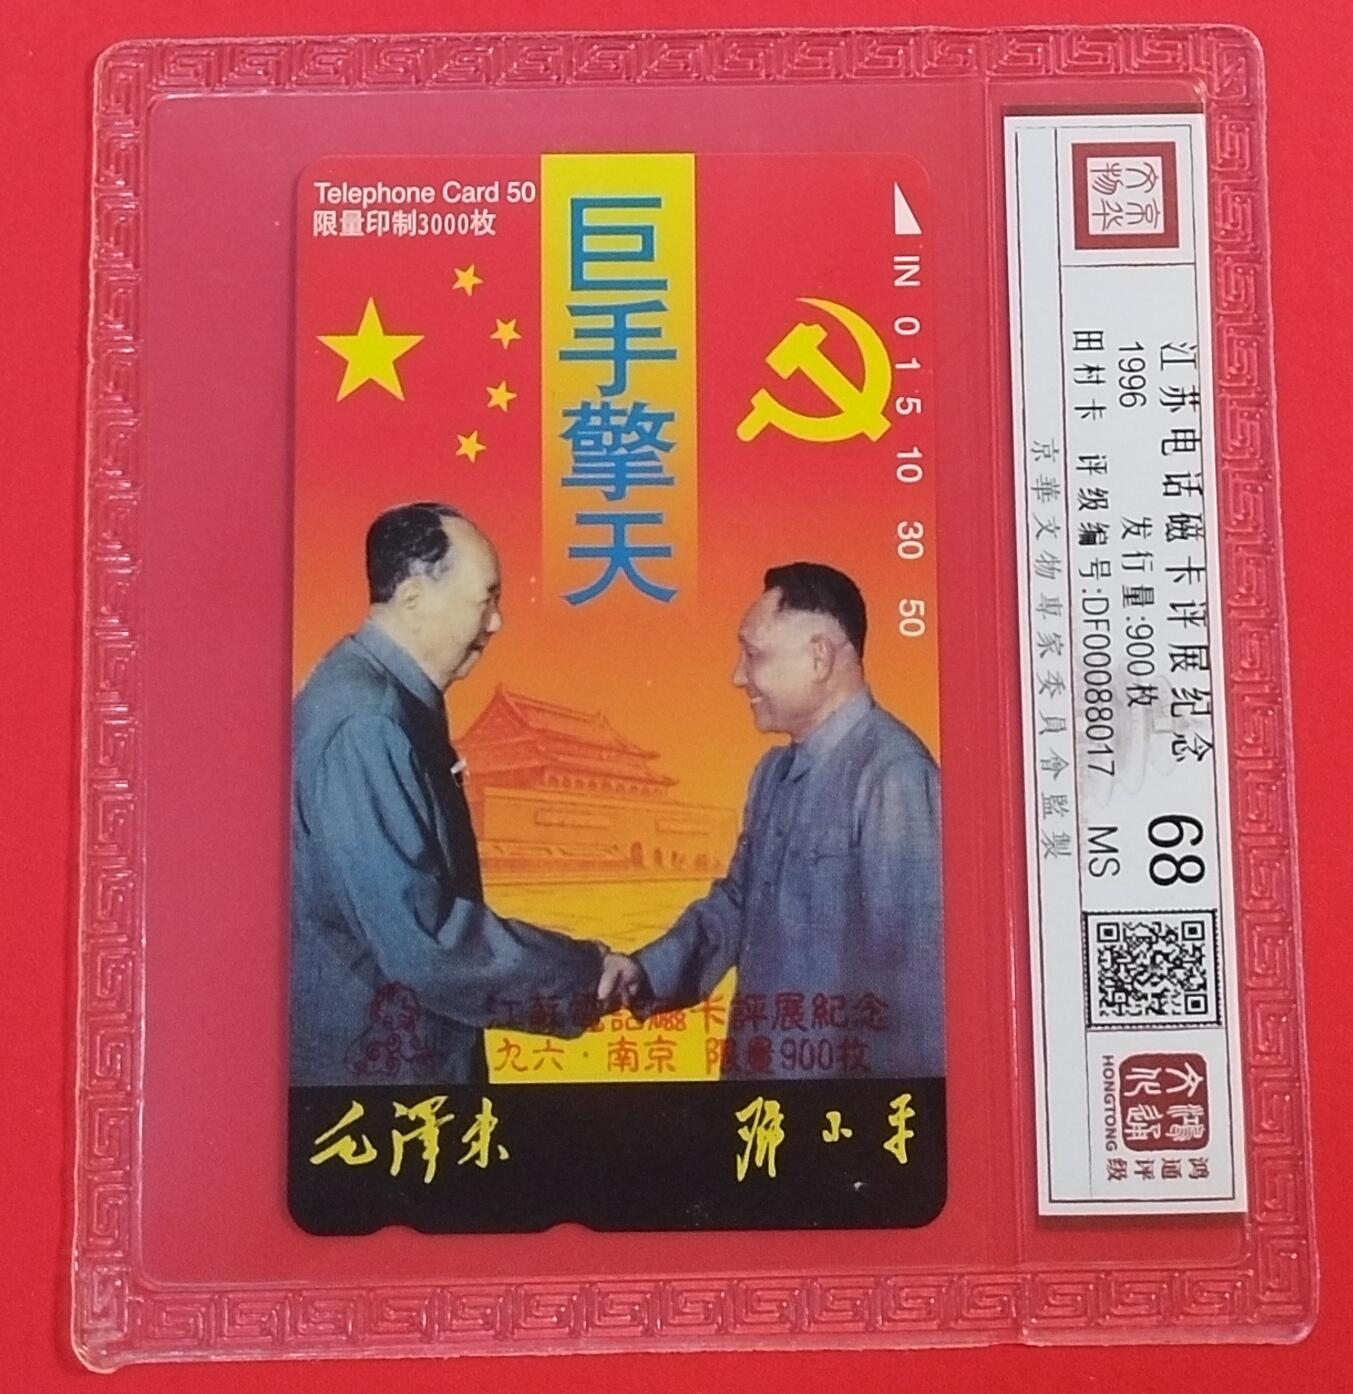 Telephone Card 50
限量印制3000枚
巨手擎天
IN 0 1 5 10 30 50
江蘇電話磁卡評展紀念
九六·南京 限量900枚
毛澤东
邓小平
京华
文物
江苏电话磁卡评展纪念
1996 发行量:900枚
田村卡 评级编号:DF00088017
京華文物專家委員會監製
68
MS
HONGTONG
鸿通评级